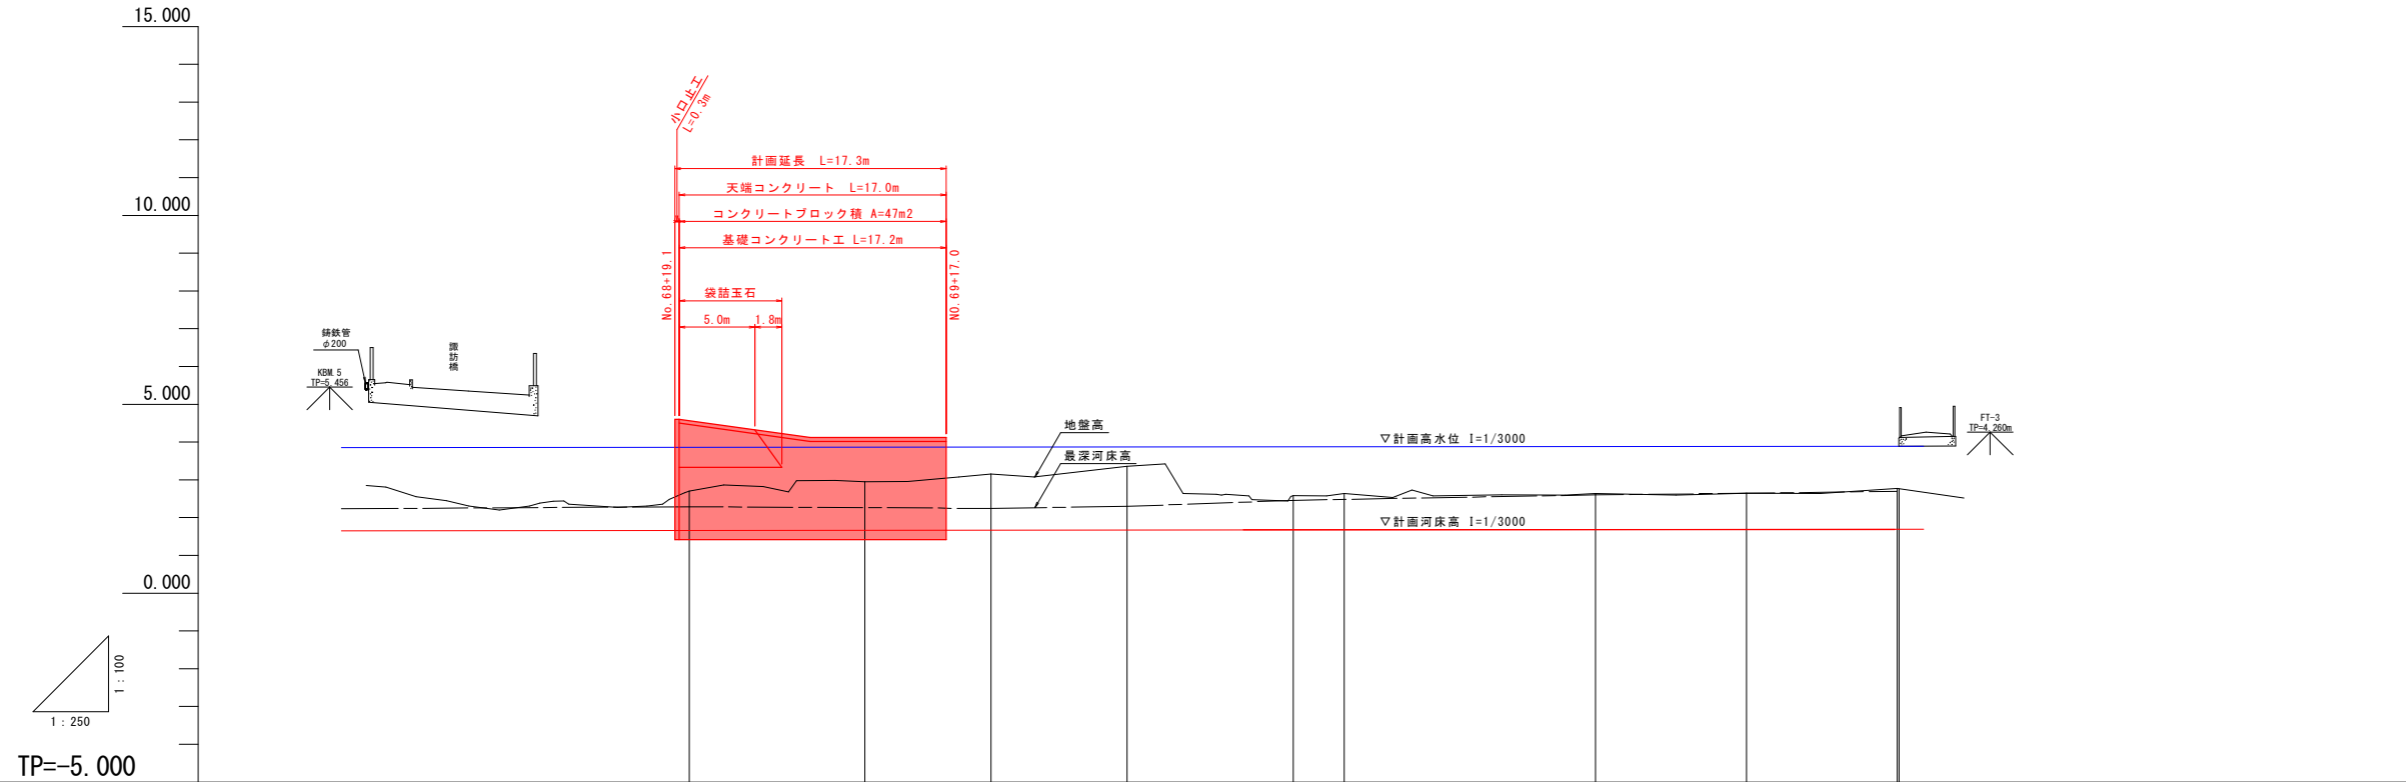 15.000
小口止工
L=0.3m
計画延長 L=17.3m
天端コンクリート L=17.0m
10.000
コンクリートブロック積 A=47m2
基礎コンクリートエ L=17.2m
No.68+19.1
NO.69+17.0
袋詰玉石
5.0m
1.8m
鋳鉄管
φ200
諏訪橋
KBM.5
TP=5.456
5.000
地盤高
FT-3
TP=4.260m
▽計画高水位 I=1/3000
最深河床高
▽計画河床高 I=1/3000
0.000
1:100
1:250
TP=-5.000